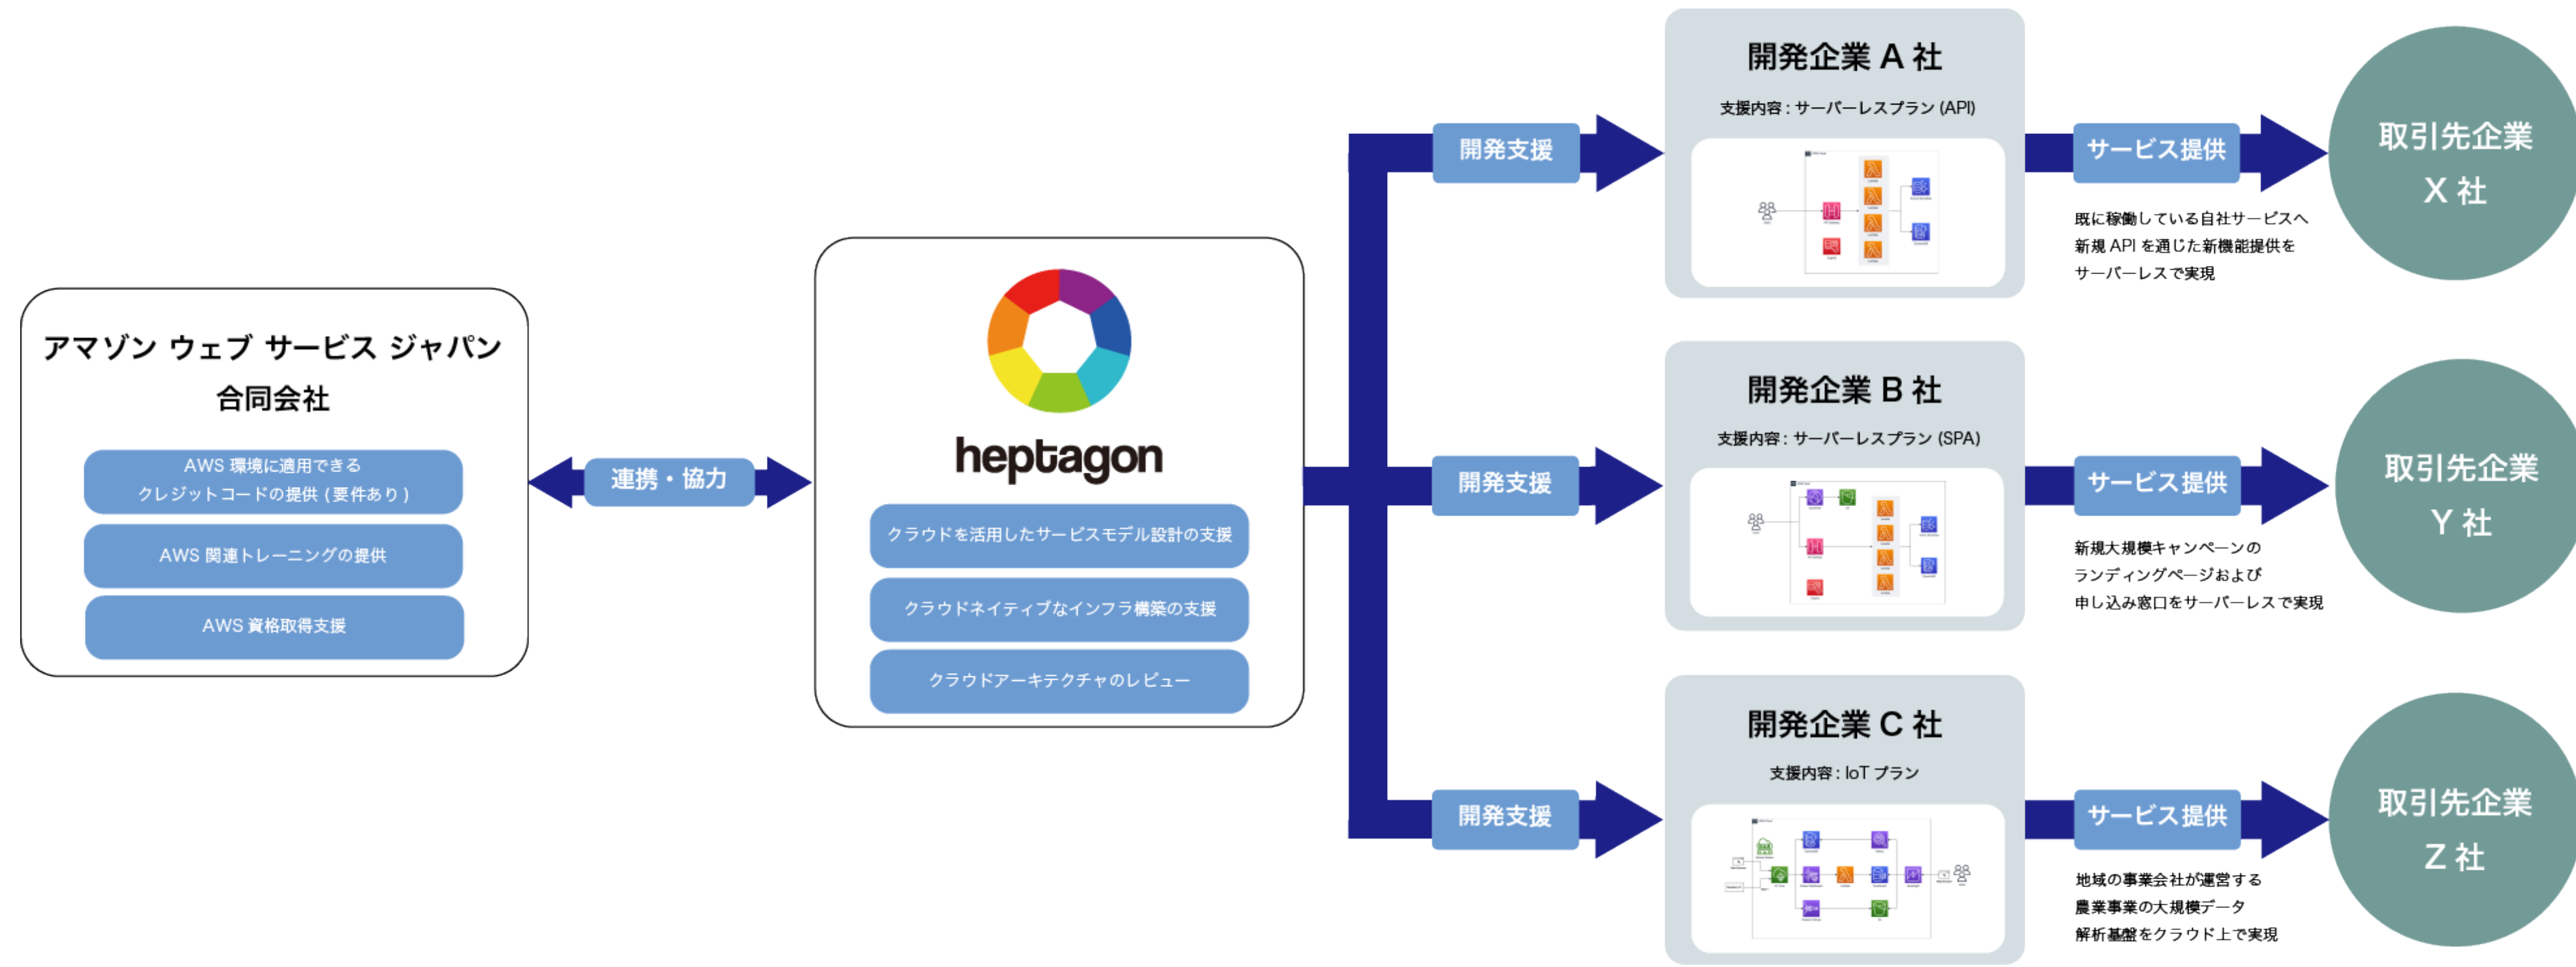 アマゾン ウェブ サービス ジャパン
合同会社
AWS 環境に適用できる
クレジットコードの提供 ( 要件あり )
AWS 関連トレーニングの提供
AWS 資格取得支援
連携・協力
heptagon
クラウドを活用したサービスモデル設計の支援
クラウドネイティブなインフラ構築の支援
クラウドアーキテクチャのレビュー
開発支援
開発企業 A 社
支援内容 : サーバーレスプラン (API)
サービス提供
既に稼働している自社サービスへ
新規 API を通じた新機能提供を
サーバーレスで実現
取引先企業
X 社
開発支援
開発企業 B 社
支援内容 : サーバーレスプラン (SPA)
サービス提供
新規大規模キャンペーンの
ランディングページおよび
申し込み窓口をサーバーレスで実現
取引先企業
Y 社
開発支援
開発企業 C 社
支援内容 : IoT プラン
サービス提供
地域の事業会社が運営する
農業事業の大規模データ
解析基盤をクラウド上で実現
取引先企業
Z 社